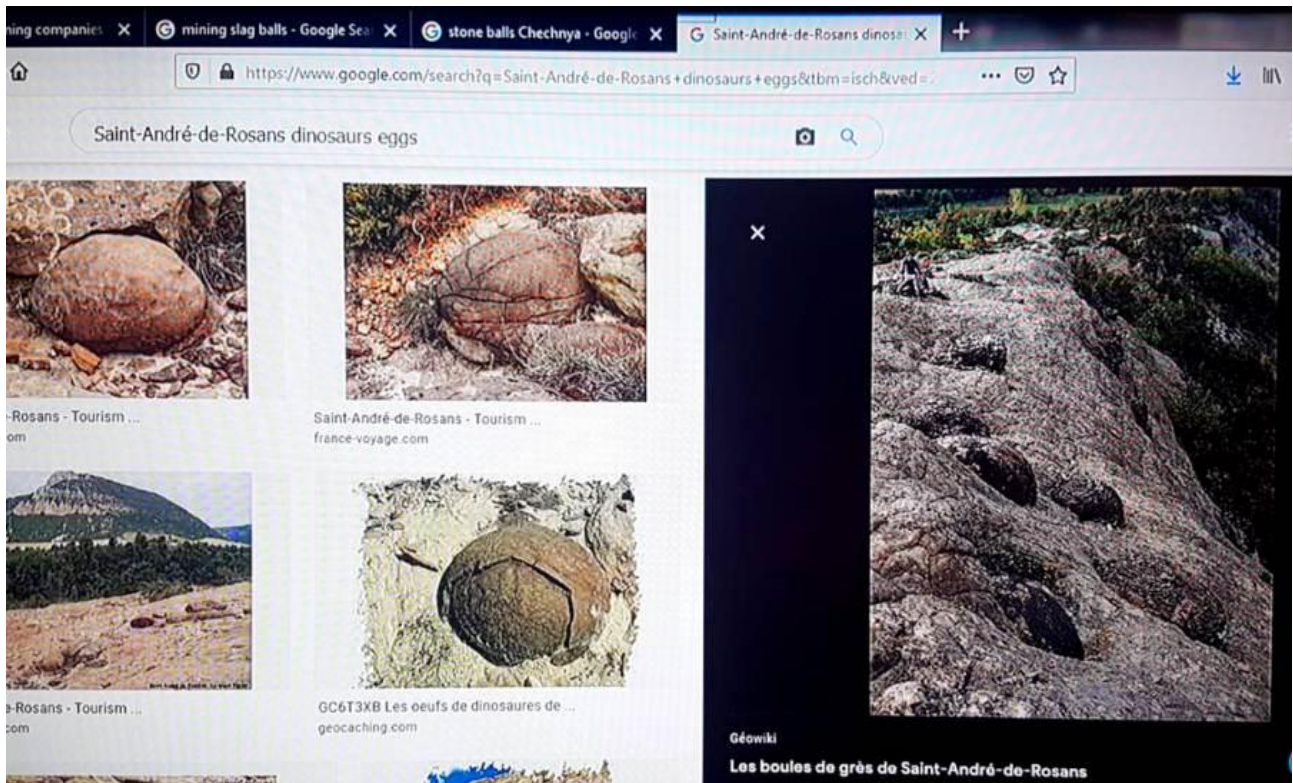 ning companies
mining slag balls - Google Sea
stone balls Chechnya - Google
Saint-André-de-Rosans dinosau
https://www.google.com/search?q=Saint-André-de-Rosans+dinosaurs+eggs&tbm=isch&ved=
Saint-André-de-Rosans dinosaurs eggs
-Rosans - Tourism ...
om
Saint-André-de-Rosans - Tourism ...
france-voyage.com
e-Rosans - Tourism ...
com
GC6T3XB Les oeufs de dinosaures de ...
geocaching.com
Géowiki
Les boules de grès de Saint-André-de-Rosans